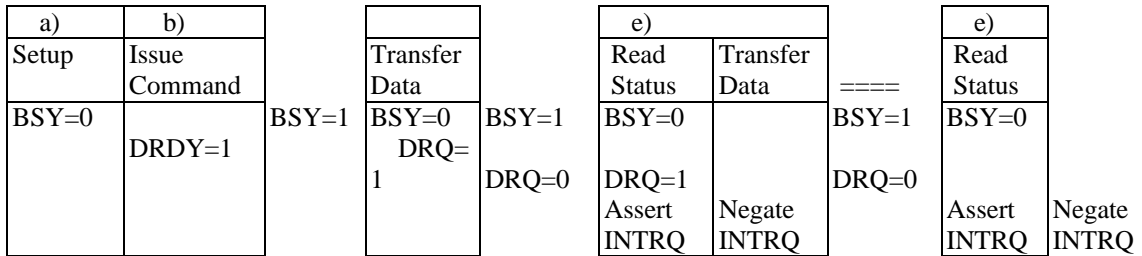 a) b) e) e)
Setup Issue Transfer Read Transfer Read
Command Data Status Data ==== Status
BSY=0 BSY=1 BSY=0 BSY=1 BSY=0 BSY=1 BSY=0
DRDY=1 DRQ=
1 DRQ=0 DRQ=1 DRQ=0
Assert Negate Assert Negate
INTRQ INTRQ INTRQ INTRQ